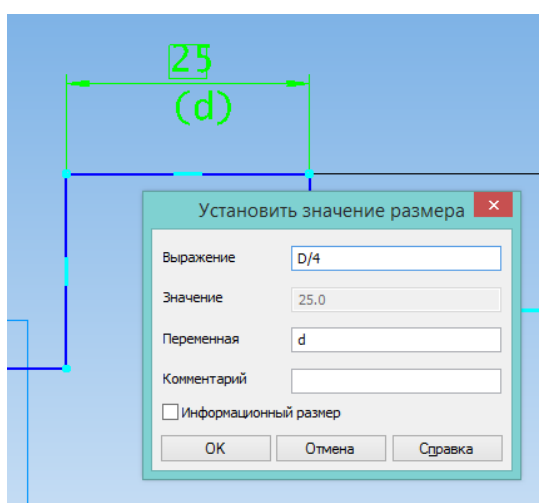 25
(d)
Установить значение размера
Выражение D/4
Значение 25.0
Переменная d
Комментарий
Информационный размер
OK Отмена Справка